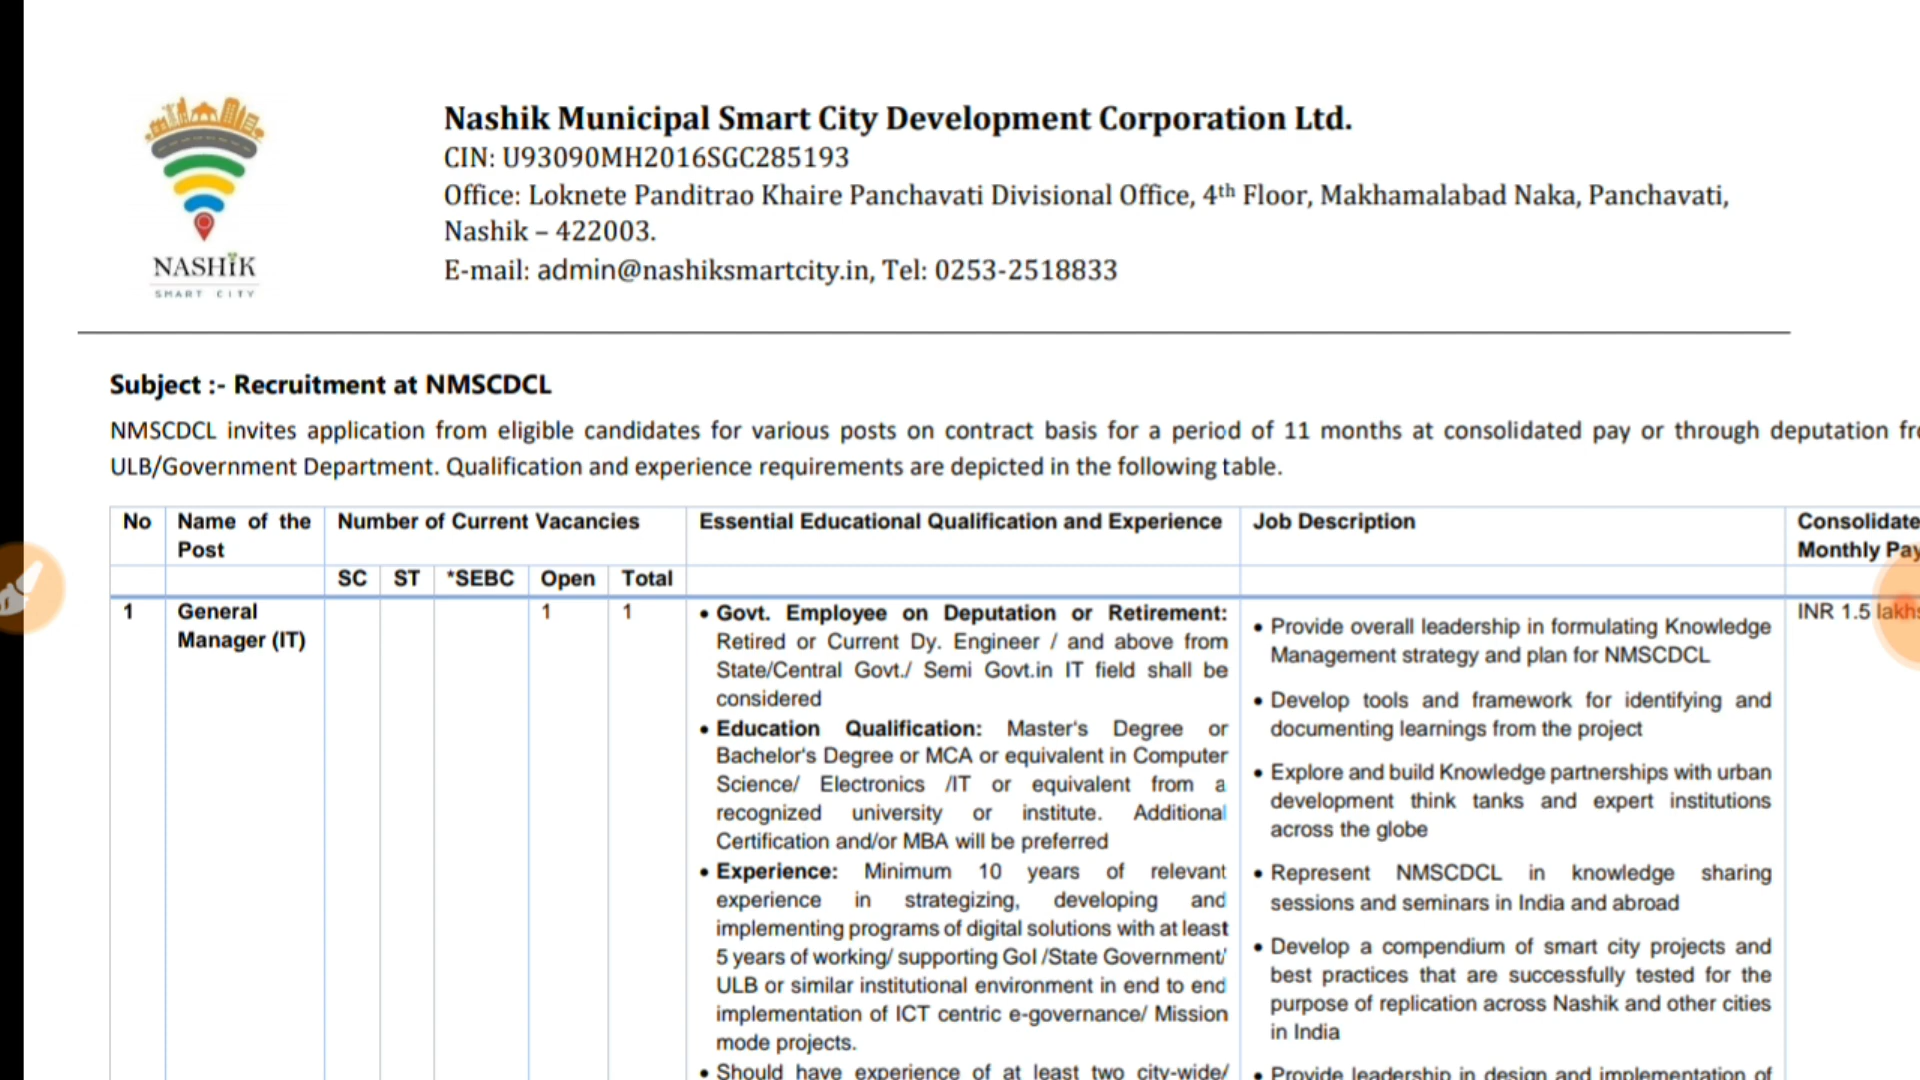 Nashik Municipal Smart City Development Corporation Ltd.
CIN: U93090MH2016SGC285193
Office: Loknete Panditrao Khaire Panchavati Divisional Office, 4th Floor, Makhamalabad Naka, Panchavati,
Nashik – 422003.
E-mail: admin@nashiksmartcity.in, Tel: 0253-2518833
NASHIK
SMART CITY
Subject :- Recruitment at NMSCDCL
NMSCDCL invites application from eligible candidates for various posts on contract basis for a period of 11 months at consolidated pay or through deputation
ULB/Government Department. Qualification and experience requirements are depicted in the following table.
No
Name of the
Post
Number of Current Vacancies
Essential Educational Qualification and Experience
Job Description
Consolidate
Monthly Pay
SC ST *SEBC Open Total
1
General
Manager (IT)
1
1
• Govt. Employee on Deputation or Retirement:
Retired or Current Dy. Engineer / and above from
State/Central Govt./ Semi Govt.in IT field shall be
considered
• Education Qualification: Master's Degree or
Bachelor's Degree or MCA or equivalent in Computer
Science/ Electronics /IT or equivalent from a
recognized university or institute. Additional
Certification and/or MBA will be preferred
• Experience: Minimum 10 years of relevant
experience in strategizing, developing and
implementing programs of digital solutions with at least
5 years of working/ supporting GoI /State Government/
ULB or similar institutional environment in end to end
implementation of ICT centric e-governance/ Mission
mode projects.
• Should have experience of at least two city-wide/
• Provide overall leadership in formulating Knowledge
Management strategy and plan for NMSCDCL
• Develop tools and framework for identifying and
documenting learnings from the project
• Explore and build Knowledge partnerships with urban
development think tanks and expert institutions
across the globe
• Represent NMSCDCL in knowledge sharing
sessions and seminars in India and abroad
• Develop a compendium of smart city projects and
best practices that are successfully tested for the
purpose of replication across Nashik and other cities
in India
• Provide leadership in design and implementation of
INR 1.5 lakhs